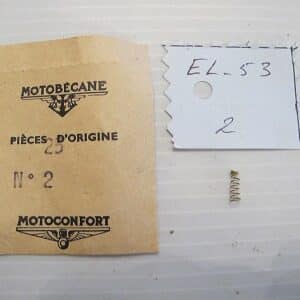 MOTOBÉCANE
PIÈCES D'ORIGINE
25
N° 2
MOTOCONFORT
EL-53
2